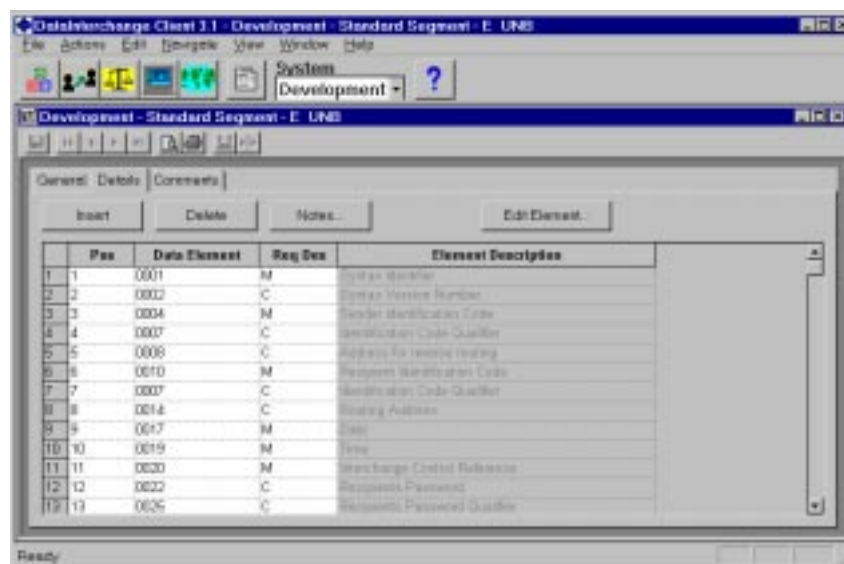 DataInterchange Client 3.1 - Development - Standard Segment - E UNB
File Actions Edit Navigate View Window Help
System
Development
?
Development - Standard Segment - E UNB
General Details Comments
Insert Delete Notes... Edit Element...
Pos Data Element Req Des Element Description
1 1 0001 M Syntax Identifier
2 2 0002 C Syntax Version Number
3 3 0004 M Sender Identification Code
4 4 0007 C Identification Code Qualifier
5 5 0008 C Address for reverse routing
6 6 0010 M Recipient Identification Code
7 7 0007 C Identification Code Qualifier
8 8 0014 C Routing Address
9 9 0017 M Date
10 10 0019 M Time
11 11 0020 M Interchange Control Reference
12 12 0022 C Recipients Password
13 13 0025 C Recipients Password Qualifier
Ready